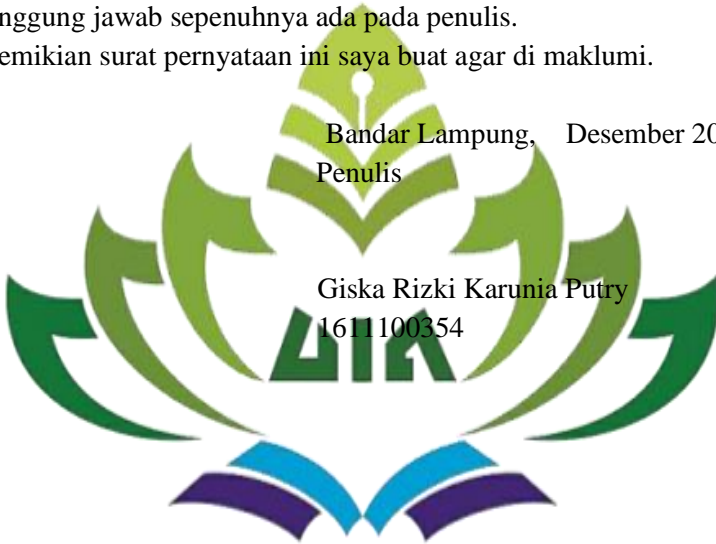 nggung jawab sepenuhnya ada pada penulis.
emikian surat pernyataan ini saya buat agar di maklumi.
Bandar Lampung, Desember 20
Penulis
Giska Rizki Karunia Putry
1611100354
UIN